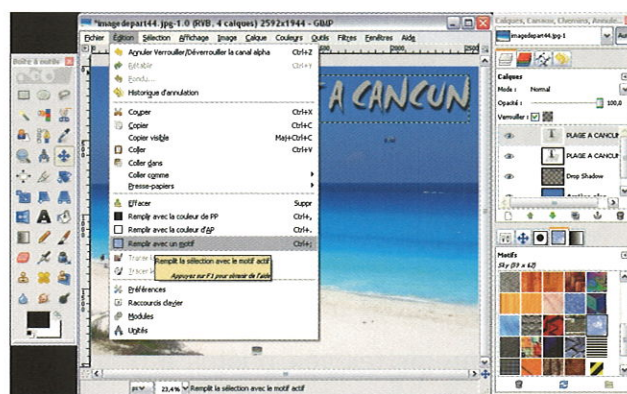 *imagedepart44.jpg-1.0 (RVB, 4 calques) 2592x1944 - GIMP
Fichier Édition Sélection Affichage Image Calque Couleurs Outils Filtres Fenêtres Aide
Boîte à outils
Annuler Verrouiller/Déverrouller la canal alpha Ctrl+Z
Rétablir Ctrl+Y
Fondu...
Historique d'annulation
Couper Ctrl+X
Copier Ctrl+C
Copier visible Maj+Ctrl+C
Coller Ctrl+V
Coller dans
Coller comme
Presse-papiers
Effacer Suppr
Remplir avec la couleur de PP Ctrl+,
Remplir avec la couleur d'AP Ctrl+.
Remplir avec un motif Ctrl+;
Remplit la sélection avec le motif actif
Appuyez sur F1 pour obtenir de l'aide
Préférences
Raccourcis clavier
Modules
Unités
A CANCUN
px 23,4% Remplit la sélection avec le motif actif
Calques, Canaux, Chemins, Annule...
imagedepart44.jpg-1
Calques
Mode : Normal
Opacité : 100,0
Verrouiller :
PLAGE A CANCUN
PLAGE A CANCUN
Drop Shadow
Motifs
Sky (99 x 62)